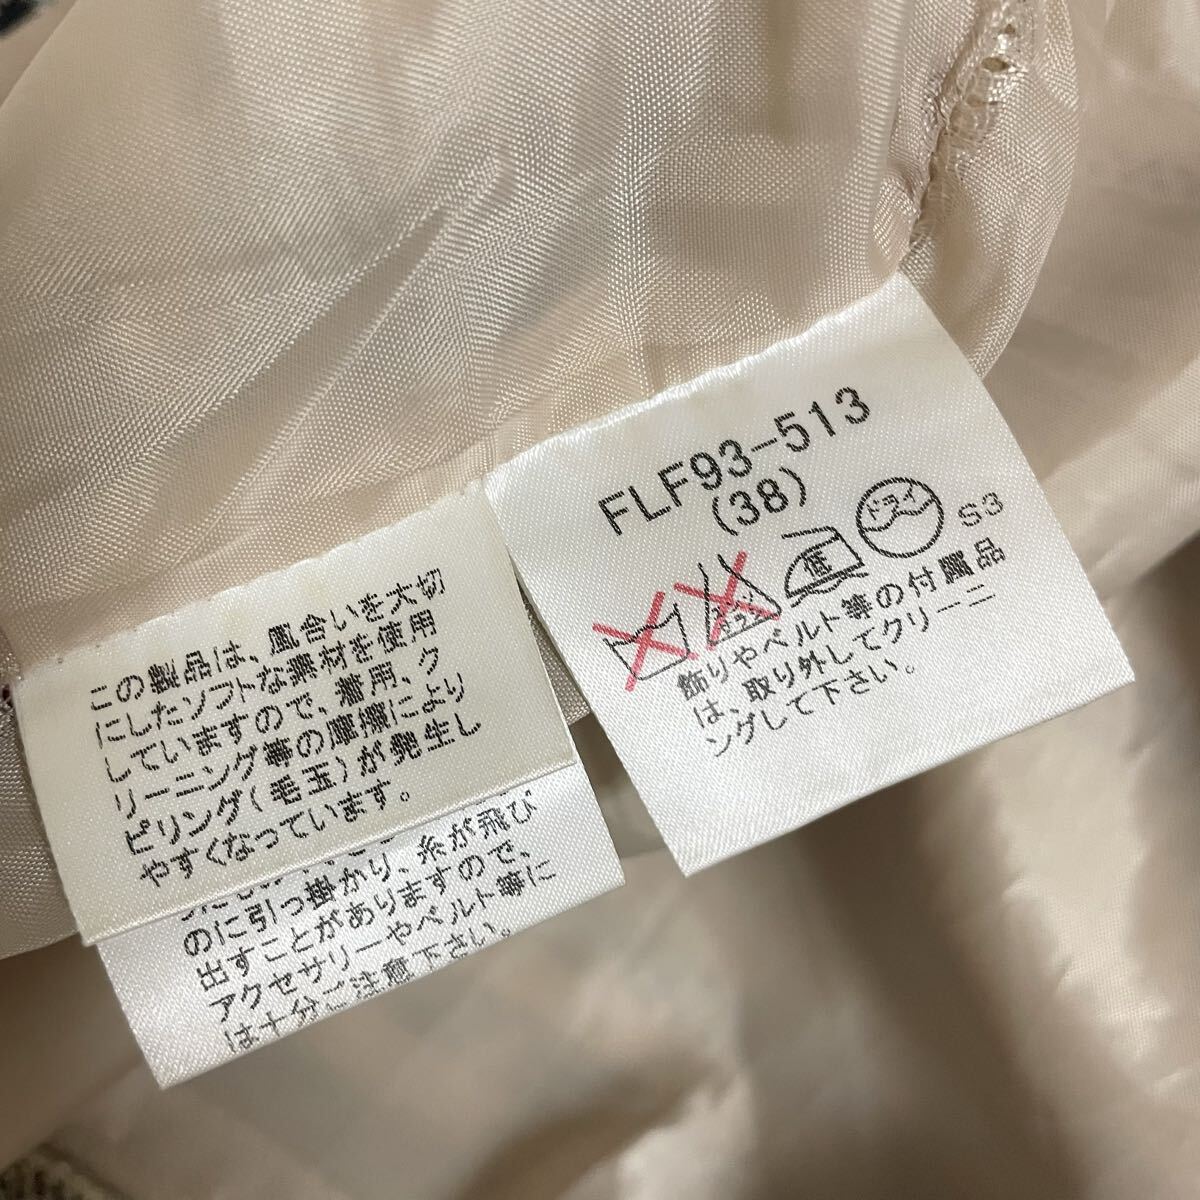 FLF93-513
(38)
低
ドライ
S3
飾りやベルト等の付属品
は、取り外してクリーニ
ングして下さい。
この製品は、風合いを大切
にしたソフトな素材を使用
していますので、着用、ク
リーニング等の摩擦により
ピリング(毛玉)が発生し
やすくなっています。
のに引っ掛かり、糸が飛び
出すことがありますので、
アクセサリーやベルト等に
は十分ご注意下さい。